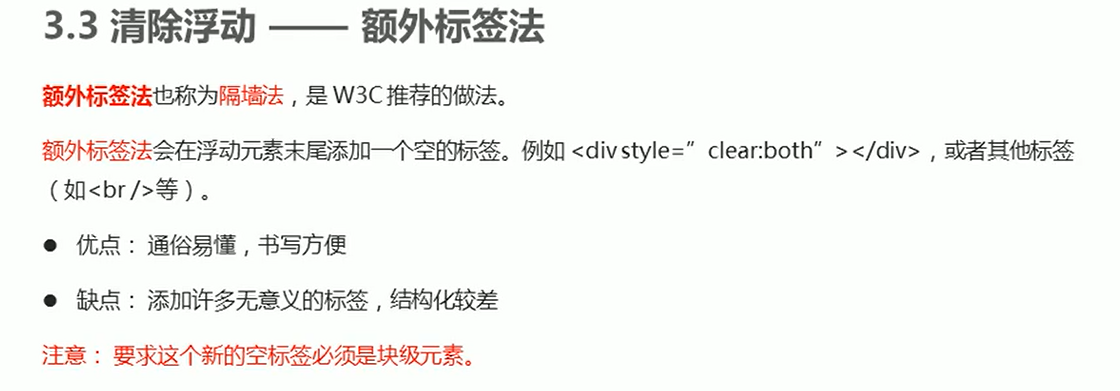 3.3 清除浮动 —— 额外标签法
额外标签法也称为隔墙法，是 W3C 推荐的做法。
额外标签法会在浮动元素末尾添加一个空的标签。例如 <div style=”clear:both”></div>，或者其他标签
（如<br />等）。
● 优点： 通俗易懂，书写方便
● 缺点： 添加许多无意义的标签，结构化较差
注意： 要求这个新的空标签必须是块级元素。